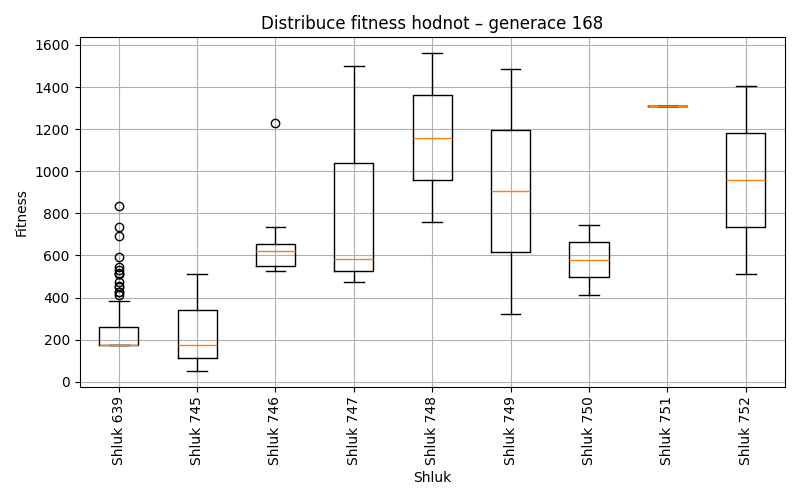 Distribuce fitness hodnot – generace 168
1600
1400
1200
1000
800
600
400
200
0
Fitness
Shluk 639
Shluk 745
Shluk 746
Shluk 747
Shluk 748
Shluk 749
Shluk 750
Shluk 751
Shluk 752
Shluk